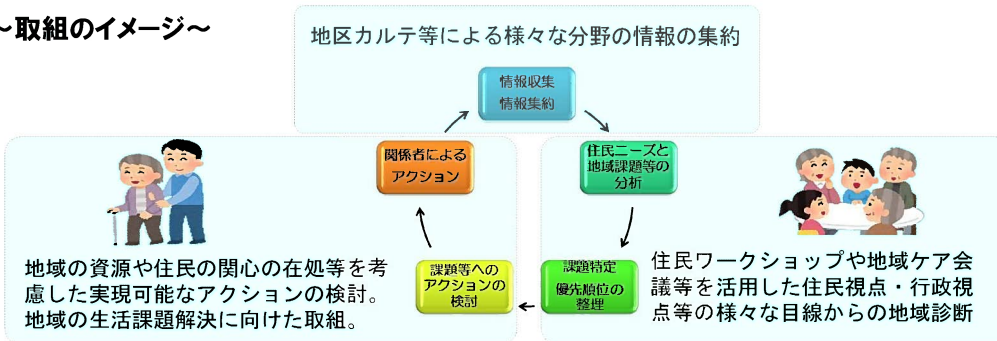 ～取組のイメージ～
地区カルテ等による様々な分野の情報の集約
情報収集
情報集約
関係者による
アクション
住民ニーズと
地域課題等の
分析
課題等への
アクションの
検討
課題特定
優先順位の
整理
地域の資源や住民の関心の在処等を考
慮した実現可能なアクションの検討。
地域の生活課題解決に向けた取組。
住民ワークショップや地域ケア会
議等を活用した住民視点・行政視
点等の様々な目線からの地域診断